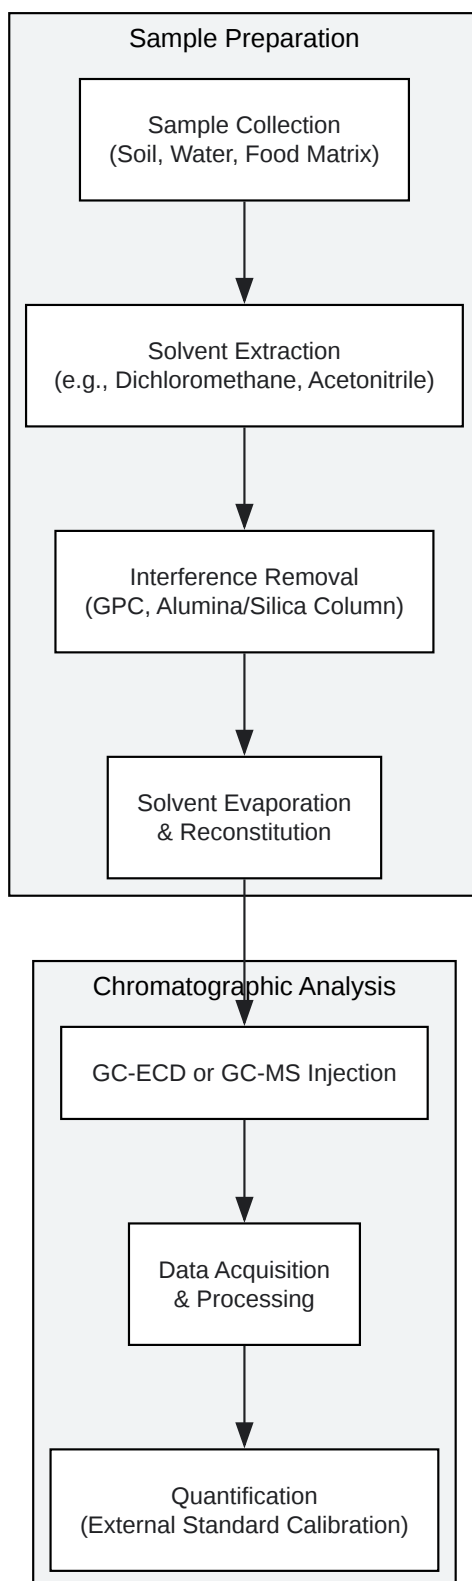 Sample Preparation
Sample Collection
(Soil, Water, Food Matrix)
Solvent Extraction
(e.g., Dichloromethane, Acetonitrile)
Interference Removal
(GPC, Alumina/Silica Column)
Solvent Evaporation
& Reconstitution
Chromatographic Analysis
GC-ECD or GC-MS Injection
Data Acquisition
& Processing
Quantification
(External Standard Calibration)